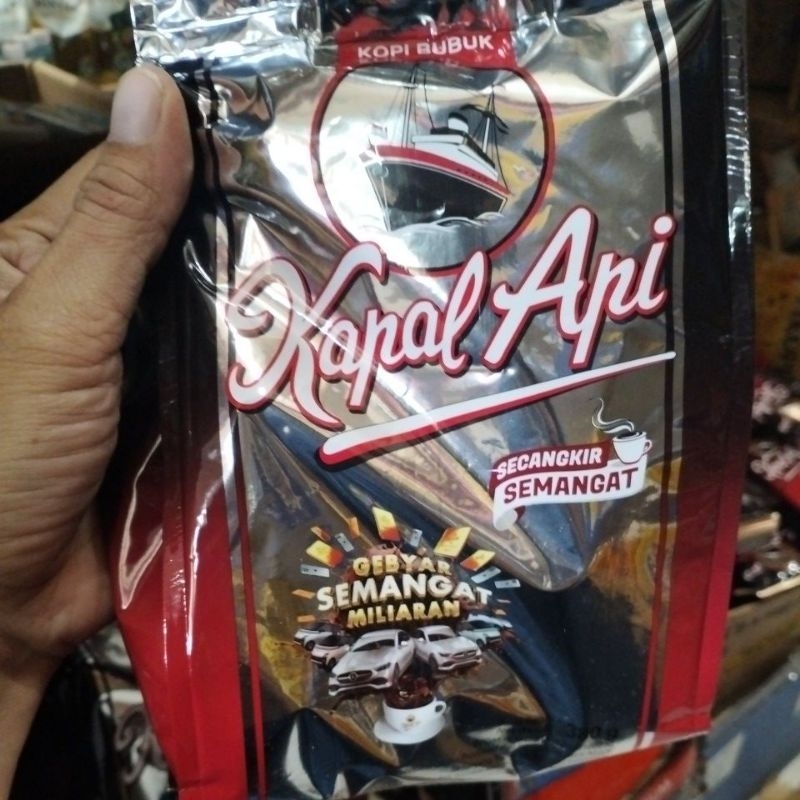 KOPI BUBUK
Kapal Api
SECANGKIR
SEMANGAT
GEBYAR
SEMANGAT
MILIARAN